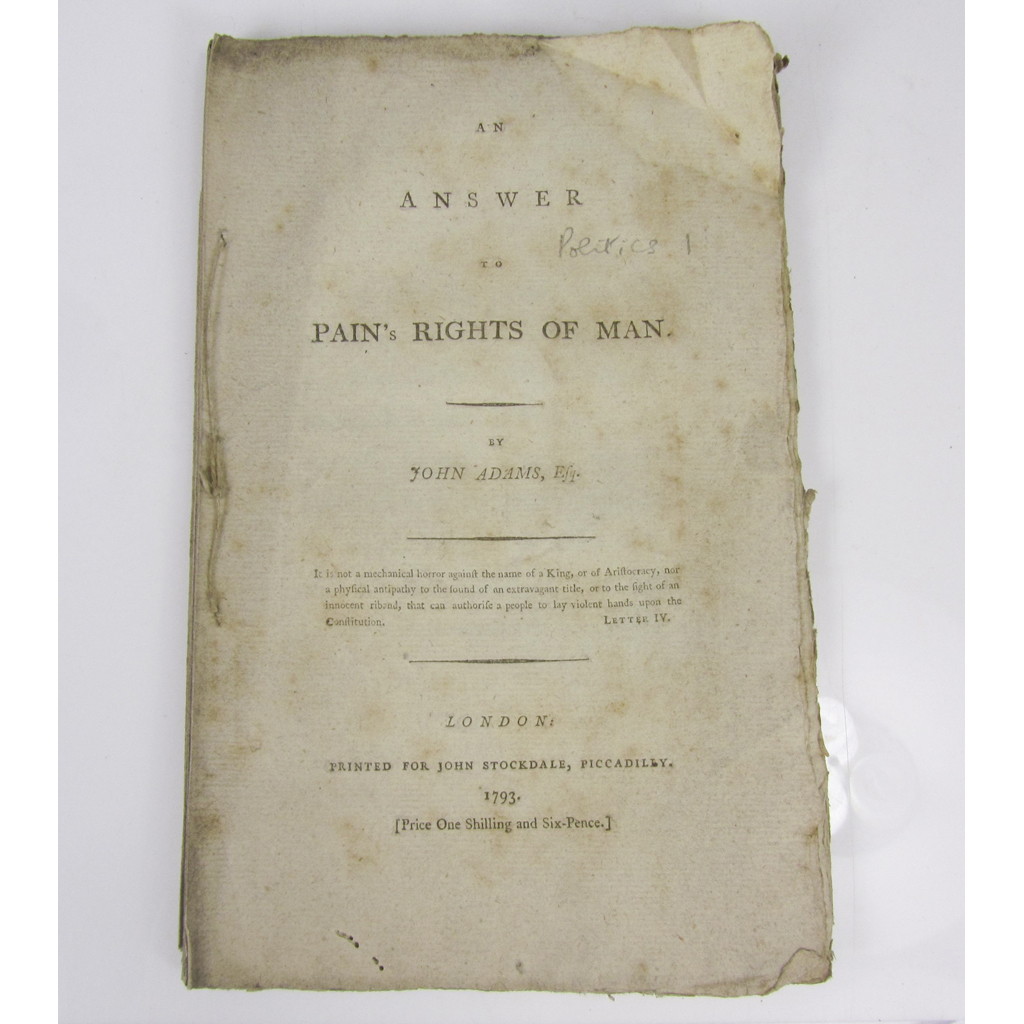 AN
ANSWER
Politics 1
TO
PAIN's RIGHTS OF MAN.
BY
JOHN ADAMS, Eſq.
It is not a mechanical horror againſt the name of a King, or of Ariſtocracy, nor
a phyſical antipathy to the ſound of an extravagant title, or to the ſight of an
innocent riband, that can authoriſe a people to lay violent hands upon the
Conſtitution. LETTER IV.
LONDON:
PRINTED FOR JOHN STOCKDALE, PICCADILLY.
1793.
[Price One Shilling and Six-Pence.]